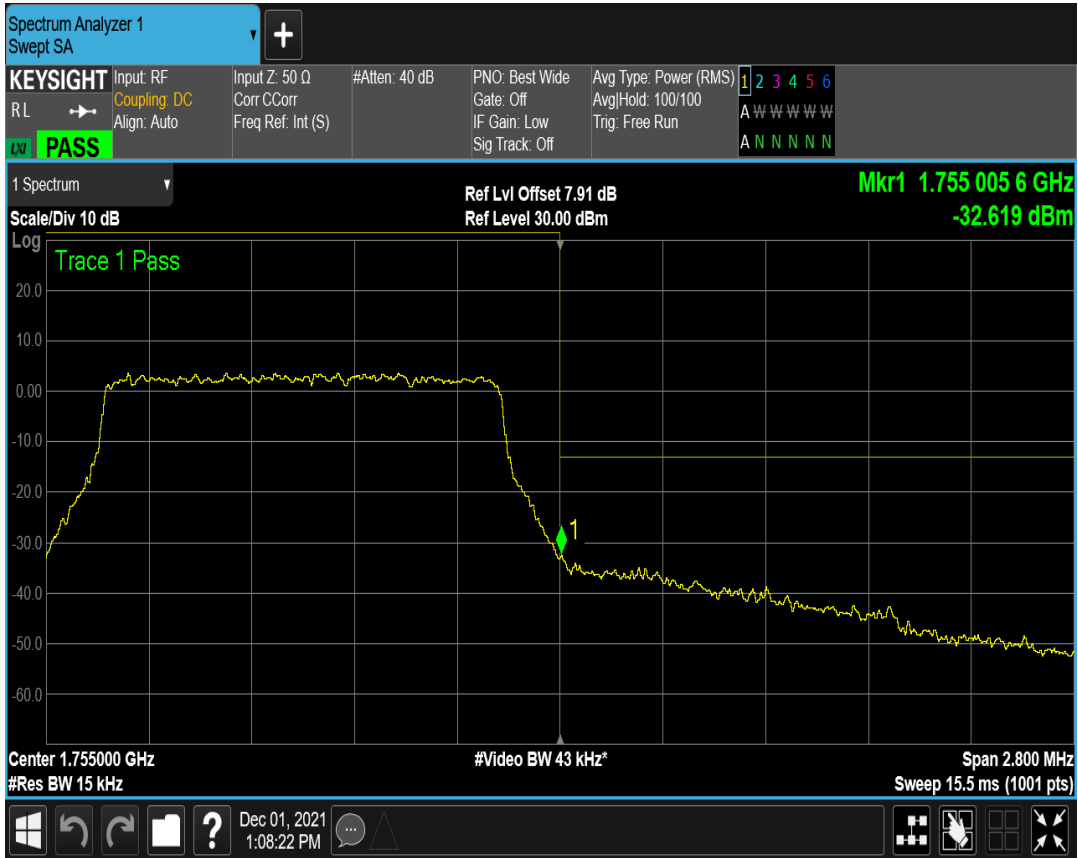 Spectrum Analyzer 1
Swept SA
+
KEYSIGHT
RL
LXI PASS
Input: RF
Coupling: DC
Align: Auto
Input Z: 50 Ω
Corr CCorr
Freq Ref: Int (S)
#Atten: 40 dB
PNO: Best Wide
Gate: Off
IF Gain: Low
Sig Track: Off
Avg Type: Power (RMS)
Avg|Hold: 100/100
Trig: Free Run
1 2 3 4 5 6
A W W W W W
A N N N N N
1 Spectrum
Scale/Div 10 dB
Ref Lvl Offset 7.91 dB
Ref Level 30.00 dBm
Mkr1 1.755 005 6 GHz
-32.619 dBm
Log
Trace 1 Pass
20.0
10.0
0.00
-10.0
-20.0
-30.0
-40.0
-50.0
-60.0
1
Center 1.755000 GHz
#Res BW 15 kHz
#Video BW 43 kHz*
Span 2.800 MHz
Sweep 15.5 ms (1001 pts)
?
Dec 01, 2021
1:08:22 PM